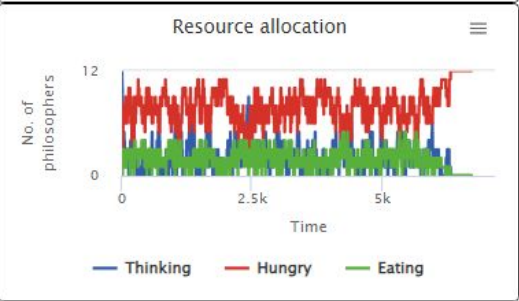 Resource allocation
12
No. of
philosophers
0
0
2.5k
5k
Time
Thinking
Hungry
Eating